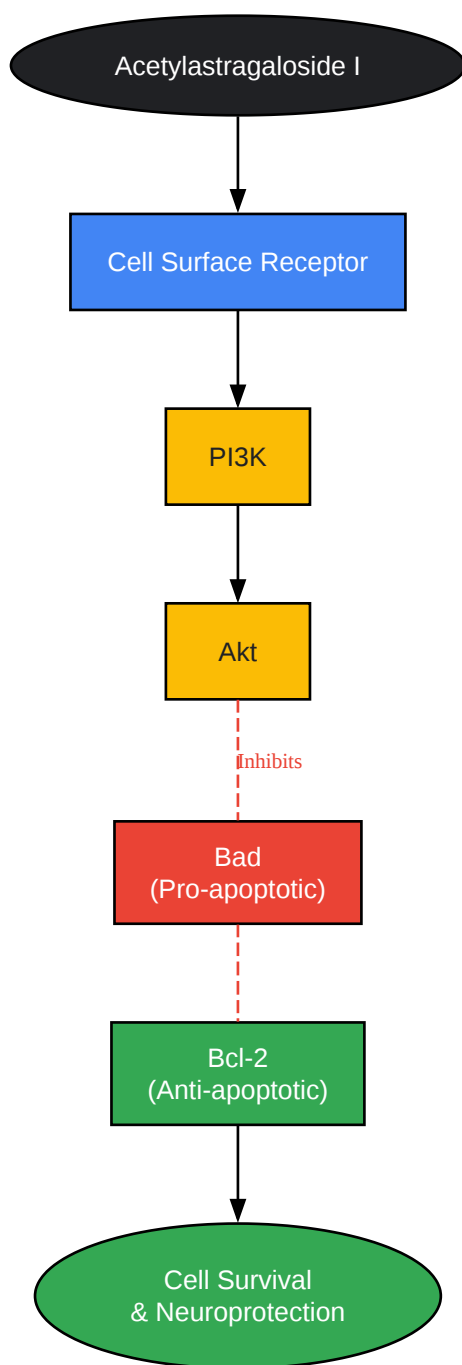 Acetylastragaloside I
Cell Surface Receptor
PI3K
Akt
Inhibits
Bad
(Pro-apoptotic)
Bcl-2
(Anti-apoptotic)
Cell Survival
& Neuroprotection